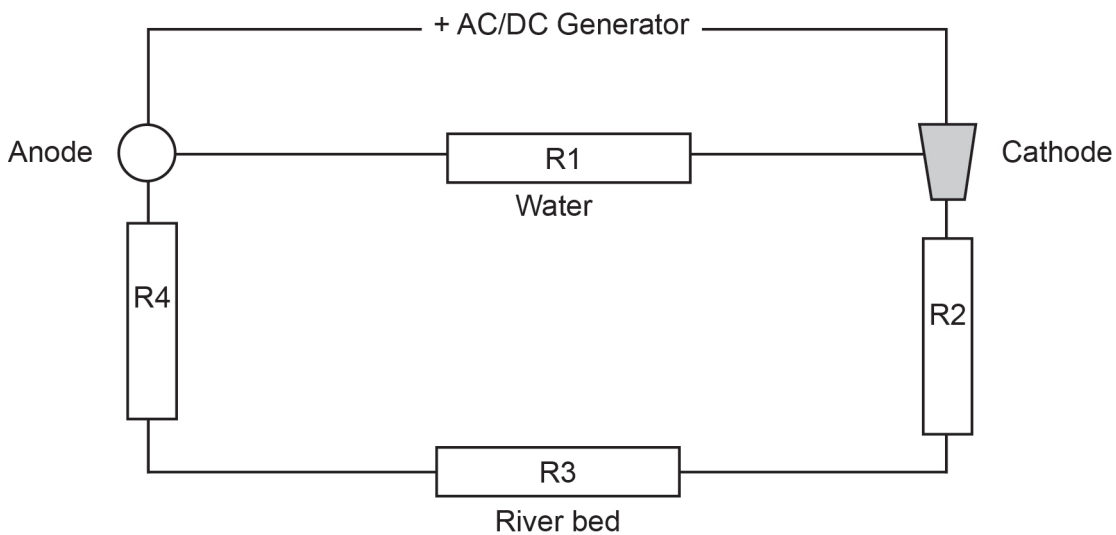 + AC/DC Generator
Anode
R1
Cathode
Water
R4
R2
R3
River bed